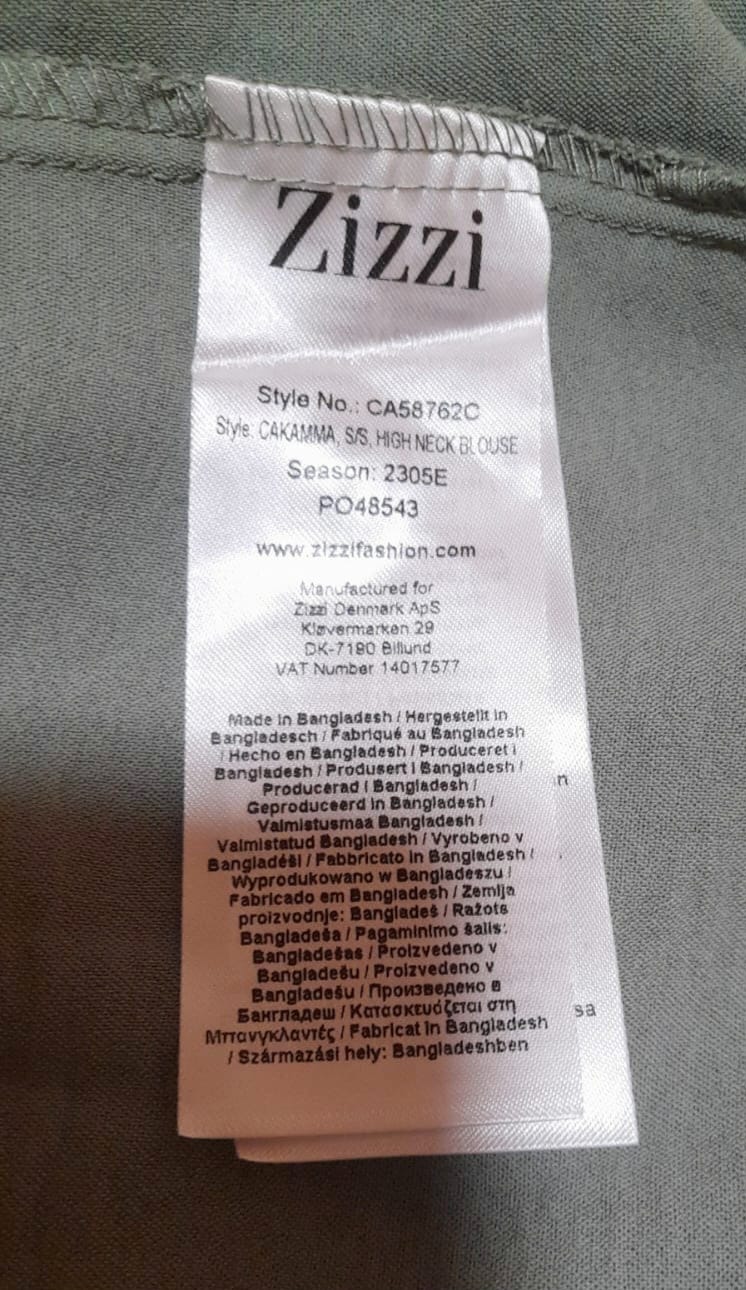 Zizzi
Style No.: CA58762C
Style: CAKAMMA, S/S, HIGH NECK BLOUSE
Season: 2305E
PO48543
www.zizzifashion.com
Manufactured for
Zizzi Denmark ApS
Kløvermarken 29
DK-7190 Billund
VAT Number 14017577
Made in Bangladesh / Hergestellt in
Bangladesch / Fabriqué au Bangladesh
/ Hecho en Bangladesh / Produceret i
Bangladesh / Produsert i Bangladesh /
Producerad i Bangladesh /
Geproduceerd in Bangladesh /
Valmistusmaa Bangladesh /
Valmistatud Bangladesh / Vyrobeno v
Bangladéši / Fabbricato in Bangladesh /
Wyprodukowano w Bangladeszu /
Fabricado em Bangladesh / Zemlja
proizvodnje: Bangladeš / Ražots
Bangladeša / Pagaminimo šalis:
Bangladešas / Proizvedeno v
Bangladešu / Proizvedeno v
Bangladešu / Произведено в
Бангладеш / Κατασκευάζεται στη
Μπανγκλαντές / Fabricat in Bangladesh
/ Származási hely: Bangladeshben